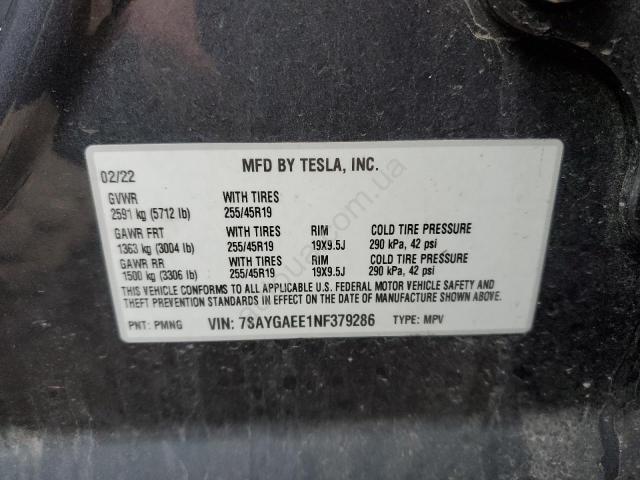 MFD BY TESLA, INC.
02/22
GVWR WITH TIRES
2591 kg (5712 lb) 255/45R19
GAWR FRT WITH TIRES RIM COLD TIRE PRESSURE
1363 kg (3004 lb) 255/45R19 19X9.5J 290 kPa, 42 psi
GAWR RR WITH TIRES RIM COLD TIRE PRESSURE
1500 kg (3306 lb) 255/45R19 19X9.5J 290 kPa, 42 psi
THIS VEHICLE CONFORMS TO ALL APPLICABLE U.S. FEDERAL MOTOR VEHICLE SAFETY AND
THEFT PREVENTION STANDARDS IN EFFECT ON THE DATE OF MANUFACTURE SHOWN ABOVE.
PNT: PMNG VIN: 7SAYGAEE1NF379286 TYPE: MPV